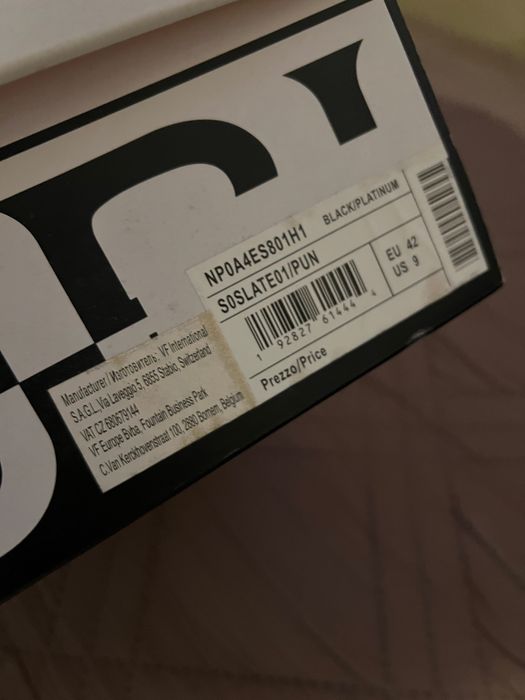 NP0A4ES801H1 BLACK/PLATINUM
S0SLATE01/PUN
EU 42
US 9
1 92827 61444 4
Prezzo/Price
Manufacturer / Изготовитель: VF International
S.A.G.L,Via Laveggio 5, 6855 Stabio, Switzerland
VAT.CZ 680679144
VF Europe Bvba, Fountain Business Park
C.Van Kerckhovenstraat 100, 2880 Bornem, Belgium